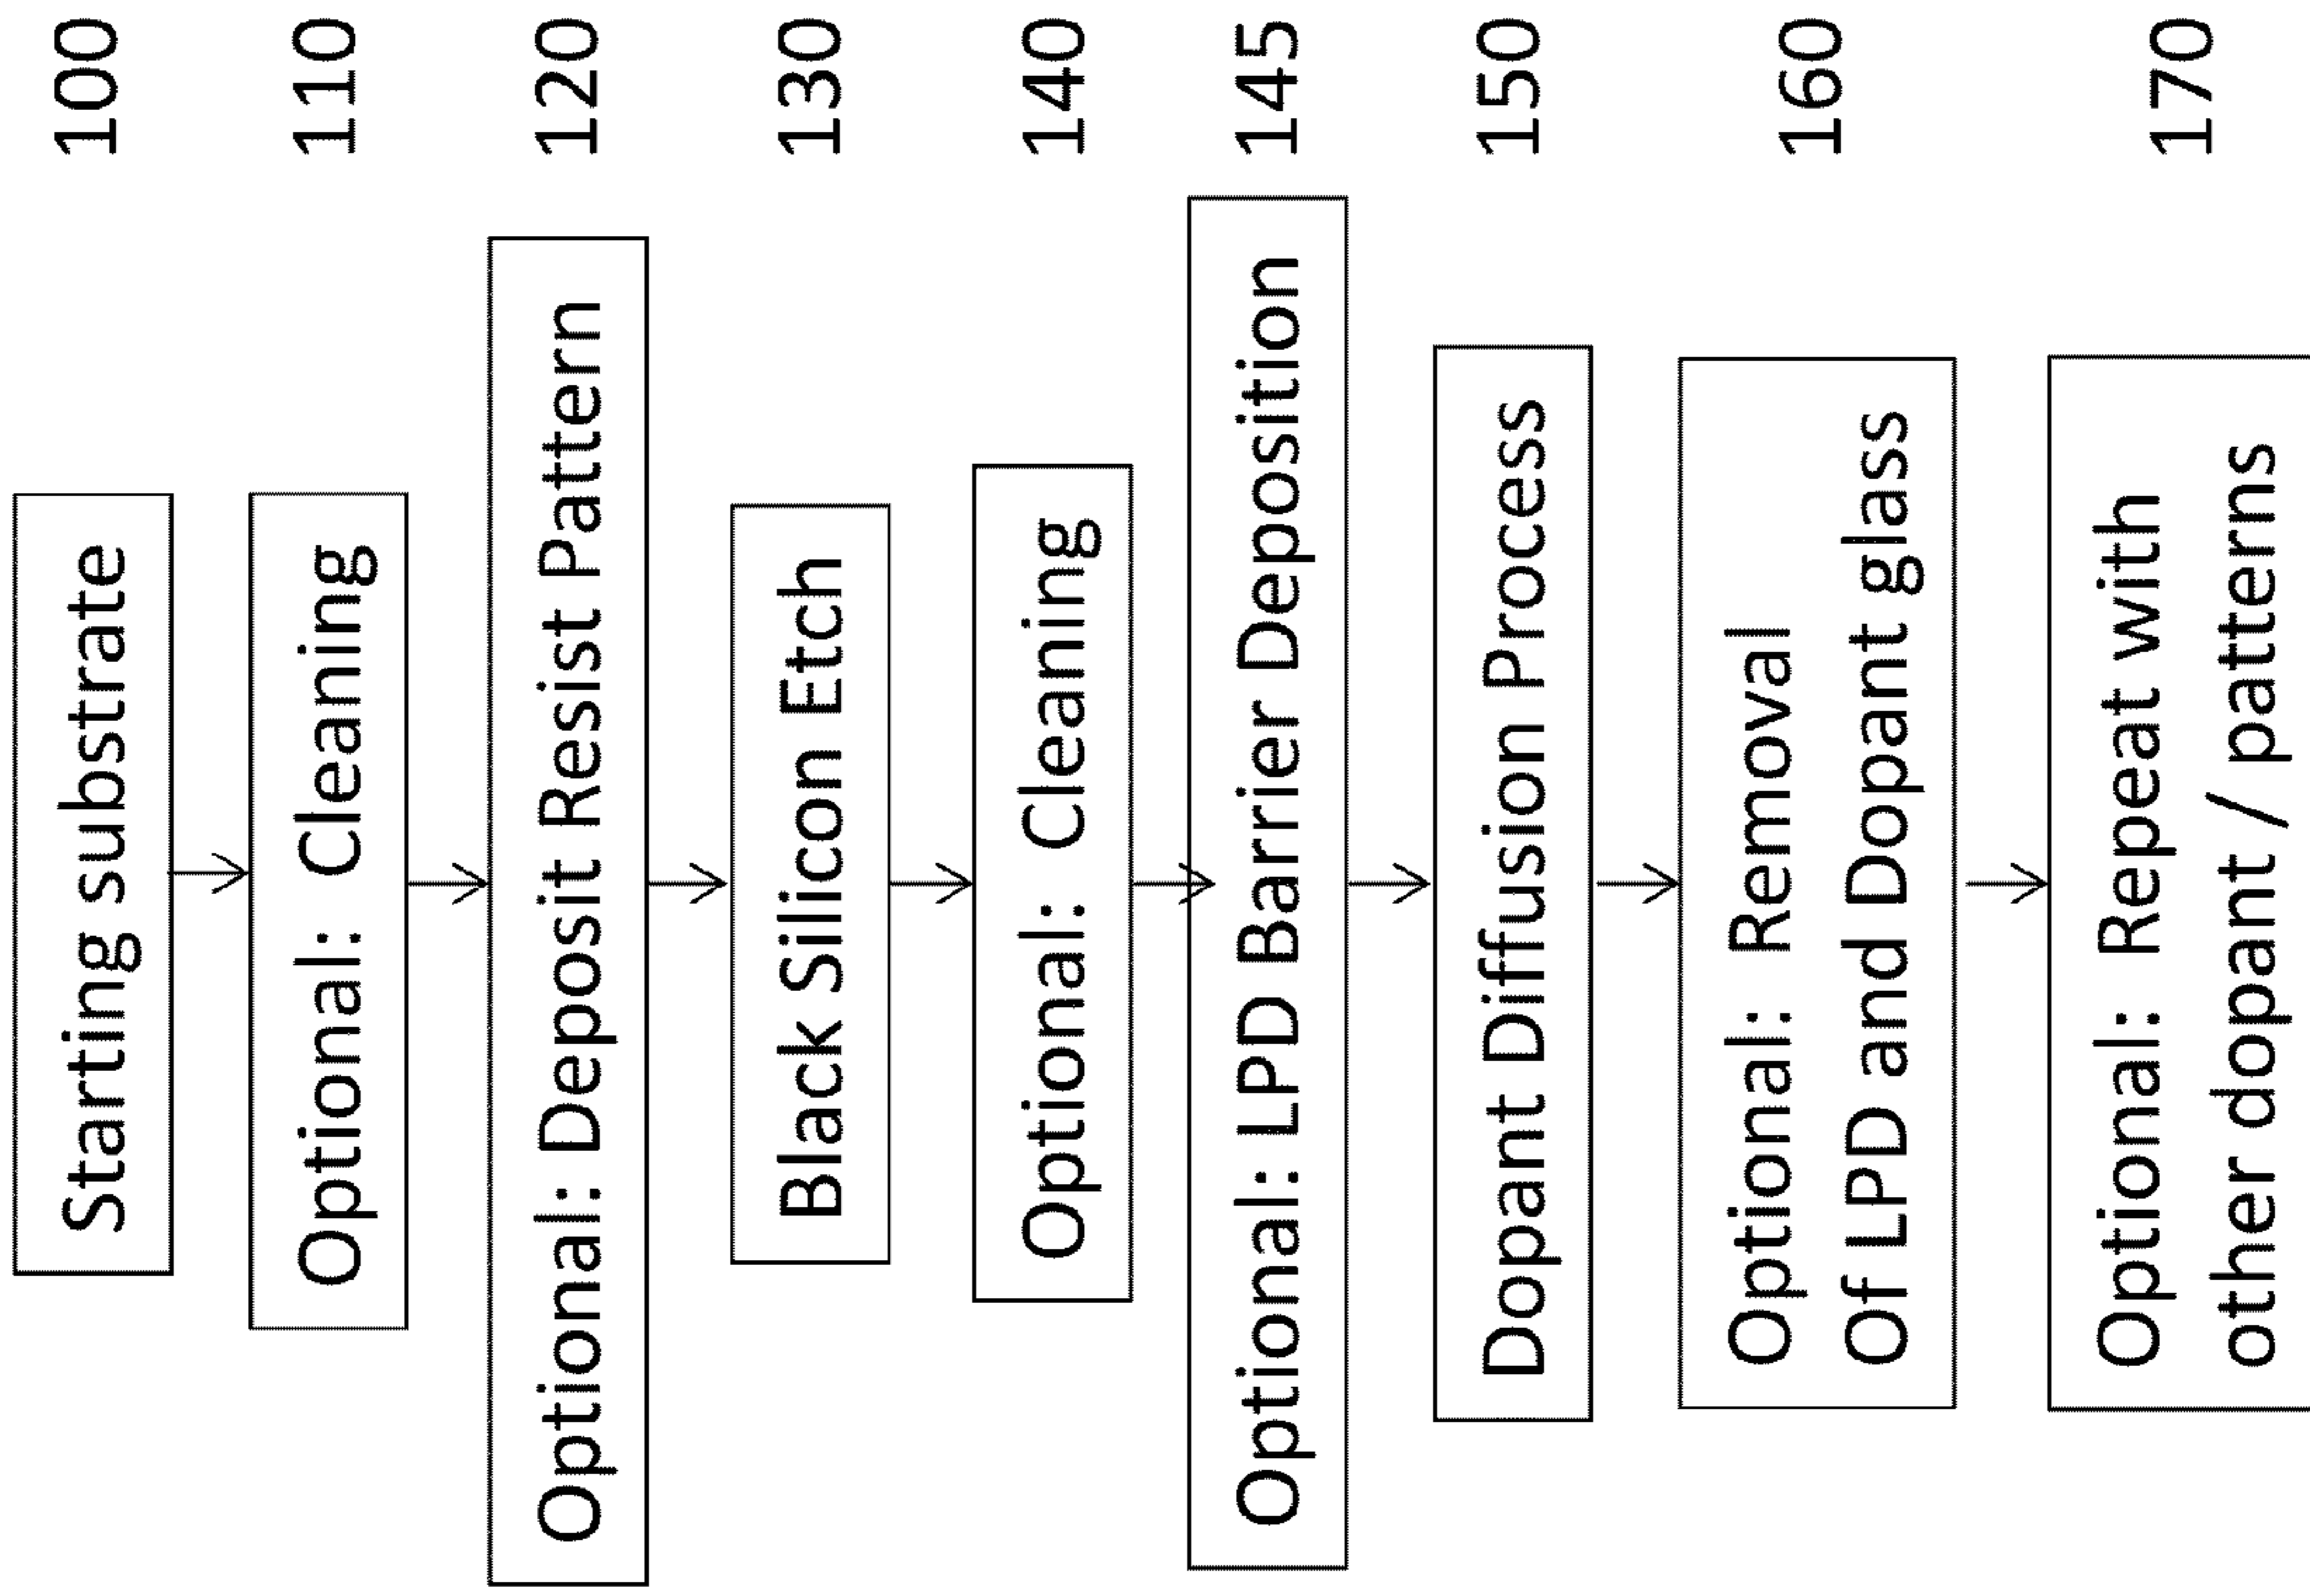 Starting substrate 100
Optional: Cleaning 110
Optional: Deposit Resist Pattern 120
Black Silicon Etch 130
Optional: Cleaning 140
Optional: LPD Barrier Deposition 145
Dopant Diffusion Process 150
Optional: Removal
Of LPD and Dopant glass
160
Optional: Repeat with
other dopant / patterns
170